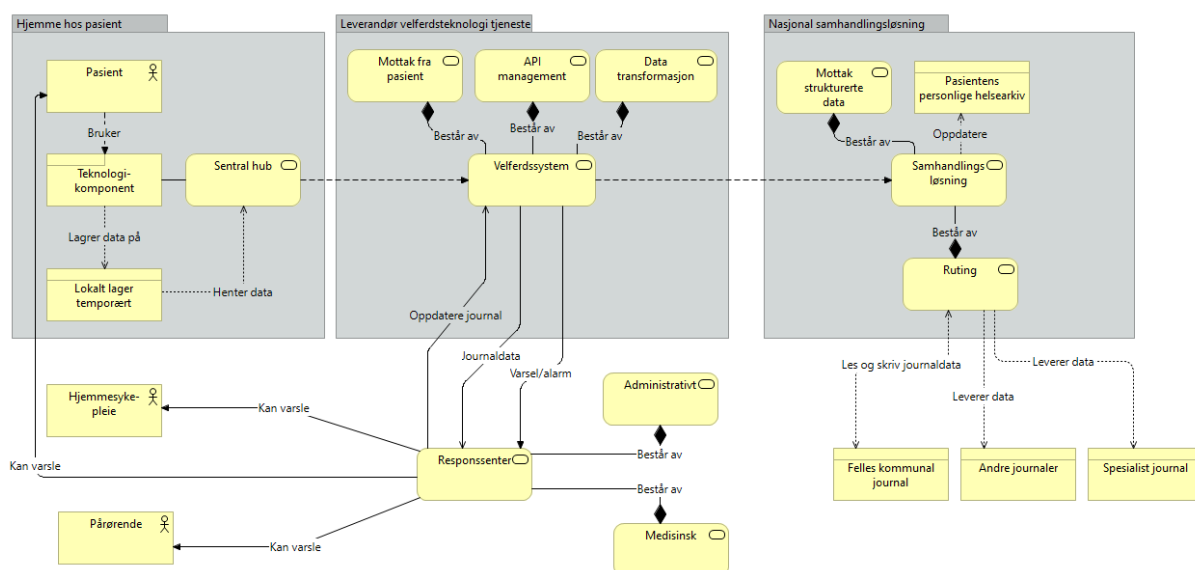 Hjemme hos pasient
Leverandør velferdsteknologi tjeneste
Nasjonal samhandlingsløsning
Pasient
Mottak fra
pasient
API
management
Data
transformasjon
Mottak
strukturerte
data
Pasientens
personlige helsearkiv
Bruker
Består av
Består av
Består av
Består av
Oppdatere
Teknologi-
komponent
Sentral hub
Velferdssystem
Samhandlings
løsning
Lagrer data på
Består av
Lokalt lager
temporært
Henter data
Ruting
Oppdatere journal
Journaldata
Varsel/alarm
Les og skriv journaldata
Leverer data
Leverer data
Hjemmesyke-
pleie
Kan varsle
Administrativt
Består av
Kan varsle
Responssenter
Felles kommunal
journal
Andre journaler
Spesialist journal
Består av
Pårørende
Kan varsle
Medisinsk